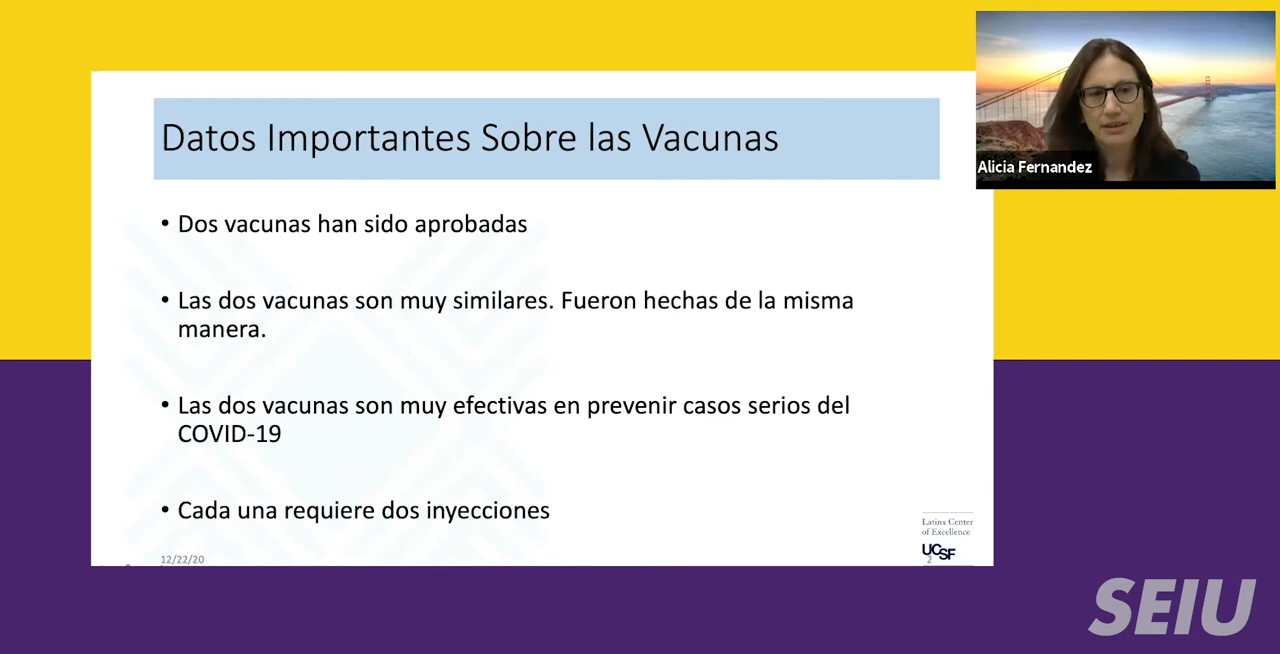 Datos Importantes Sobre las Vacunas
Alicia Fernandez
• Dos vacunas han sido aprobadas
• Las dos vacunas son muy similares. Fueron hechas de la misma
manera.
• Las dos vacunas son muy efectivas en prevenir casos serios del
COVID-19
• Cada una requiere dos inyecciones
Latinx Center
of Excellence
UCSF
12/22/20
2
SEIU